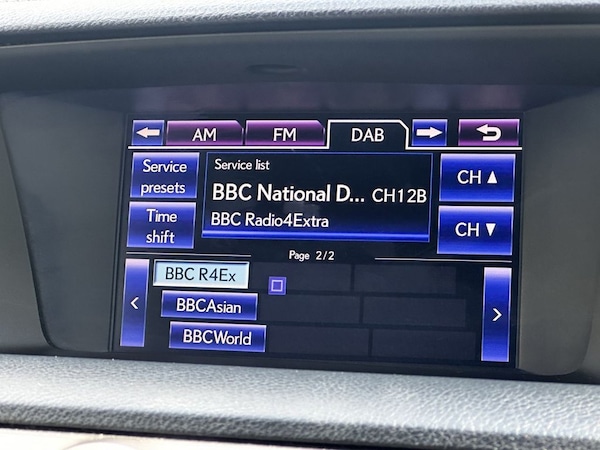 AM FM DAB
Service presets
Service list
BBC National D... CH12B
BBC Radio4Extra
CH ▲
Time shift
CH ▼
Page 2/2
BBC R4Ex
BBCAsian
BBCWorld